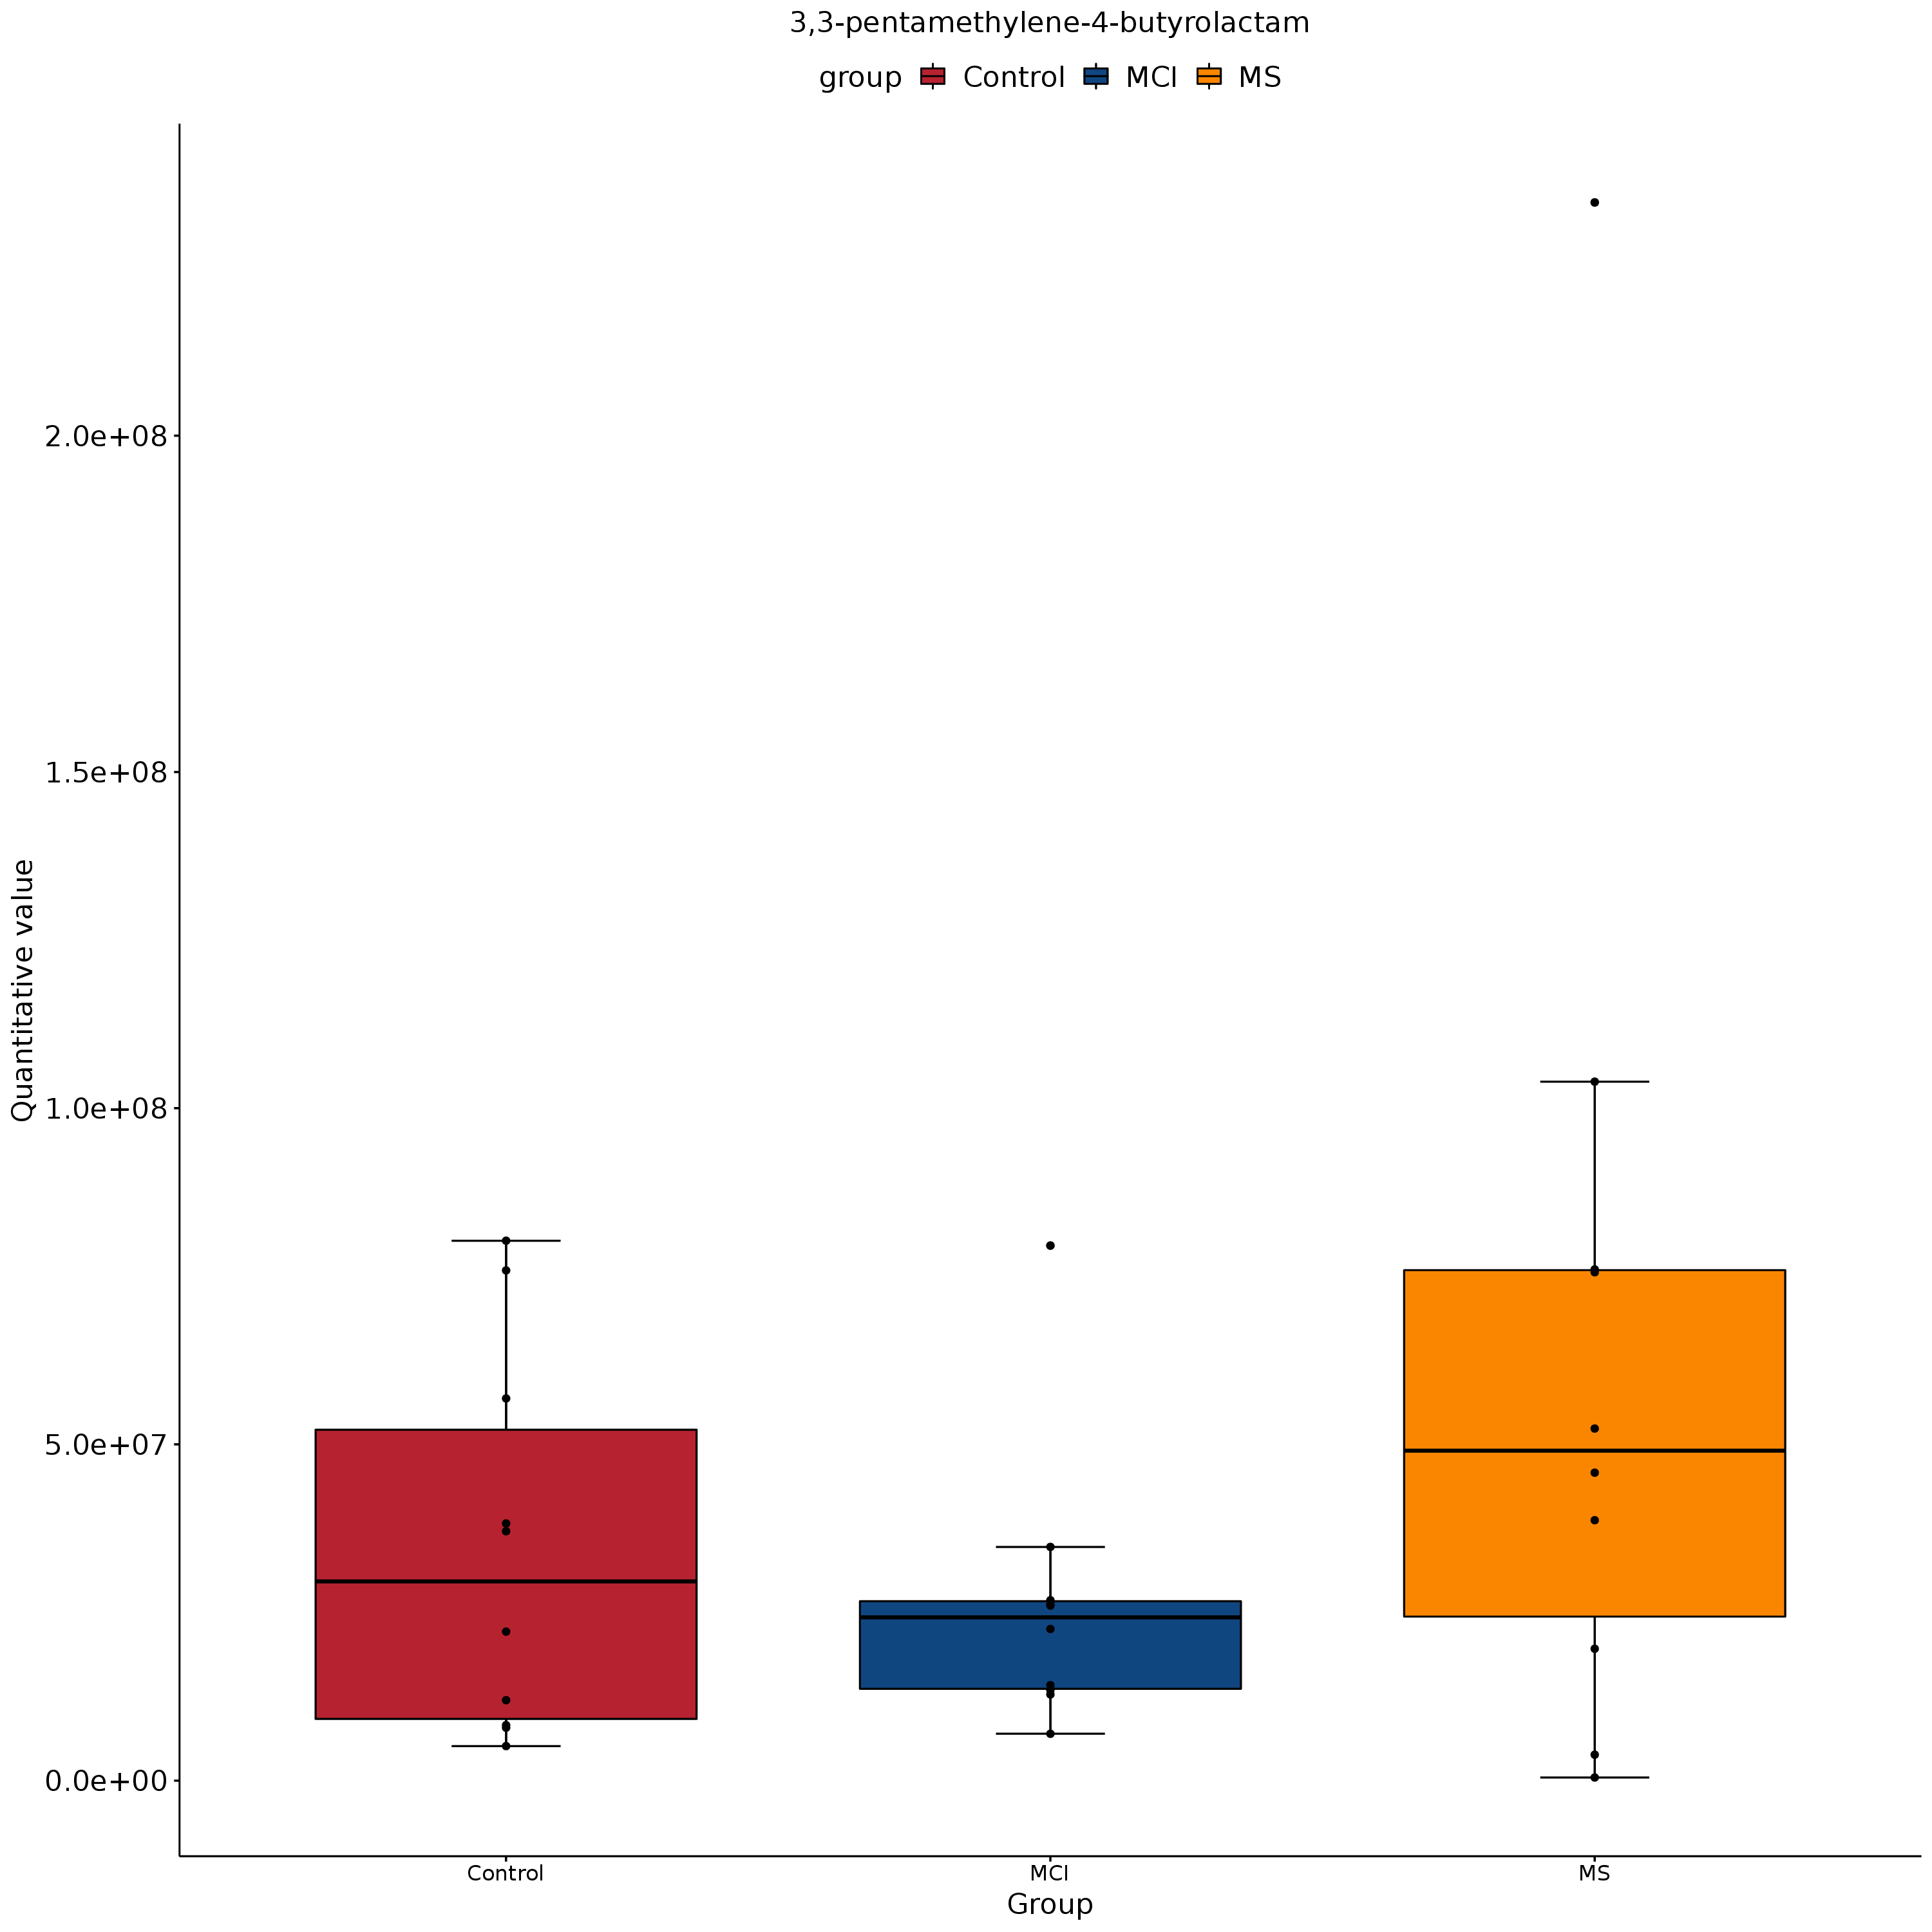 3,3-pentamethylene-4-butyrolactam
group Control MCI MS
Quantitative value
2.0e+08
1.5e+08
1.0e+08
5.0e+07
0.0e+00
Control MCI MS
Group